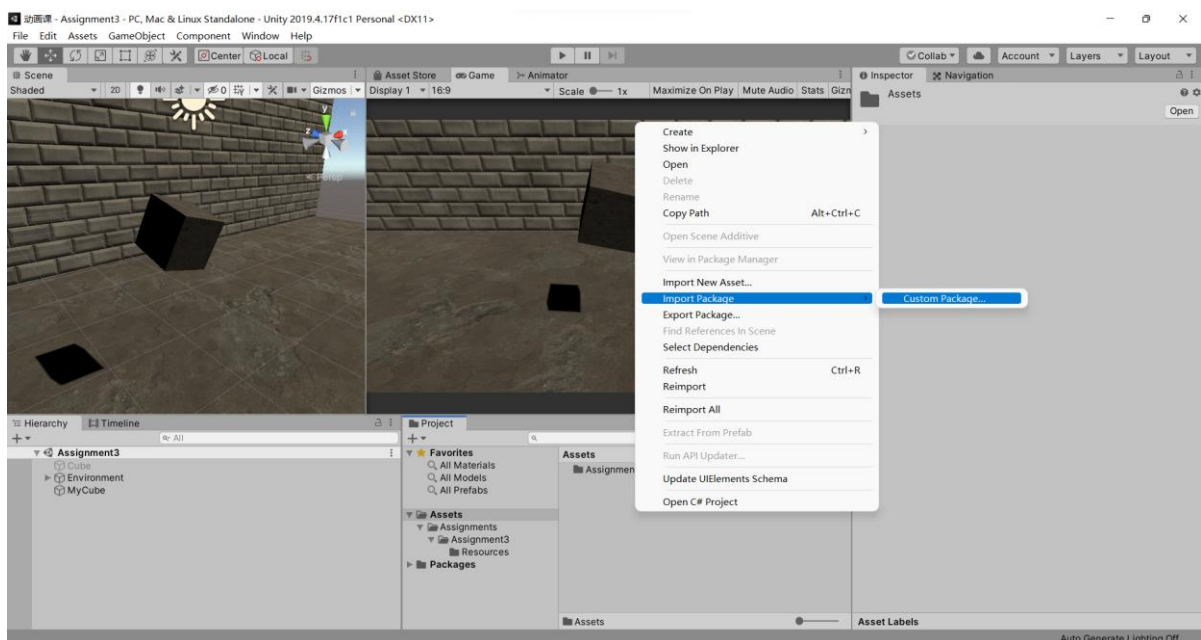 动画课 - Assignment3 - PC, Mac & Linux Standalone - Unity 2019.4.17f1c1 Personal <DX11>
File Edit Assets GameObject Component Window Help
Center Local Collab Account Layers Layout
Scene Asset Store Game Animator Inspector Navigation
Shaded 2D 0 Gizmos Display 1 16:9 Scale 1x Maximize On Play Mute Audio Stats Gizn
Assets
Open
y
z
Persp
Create
Show in Explorer
Open
Delete
Rename
Copy Path Alt+Ctrl+C
Open Scene Additive
View in Package Manager
Import New Asset...
Import Package
Custom Package...
Export Package...
Find References In Scene
Select Dependencies
Refresh Ctrl+R
Reimport
Reimport All
Extract From Prefab
Run API Updater...
Update UIElements Schema
Open C# Project
Hierarchy Timeline
All
Assignment3
Cube
Environment
MyCube
Project
Favorites
All Materials
All Models
All Prefabs
Assets
Assignments
Assignment3
Resources
Packages
Assets
Assignmen
Assets
Asset Labels
Auto Generate Lighting Off